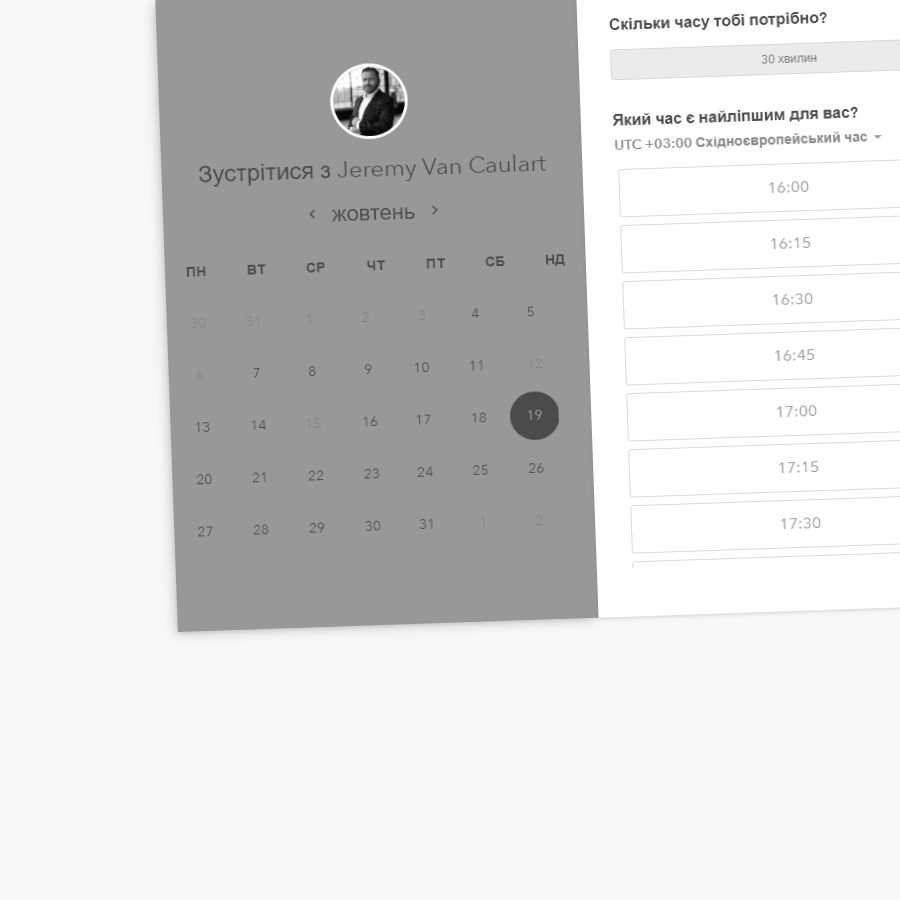 Зустрітися з Jeremy Van Caulart
жовтень
ПН ВТ СР ЧТ ПТ СБ НД
30 31 1 2 3 4 5
6 7 8 9 10 11 12
13 14 15 16 17 18 19
20 21 22 23 24 25 26
27 28 29 30 31 1 2
Скільки часу тобі потрібно?
30 хвилин
Який час є найліпшим для вас?
UTC +03:00 Східноєвропейський час
16:00
16:15
16:30
16:45
17:00
17:15
17:30